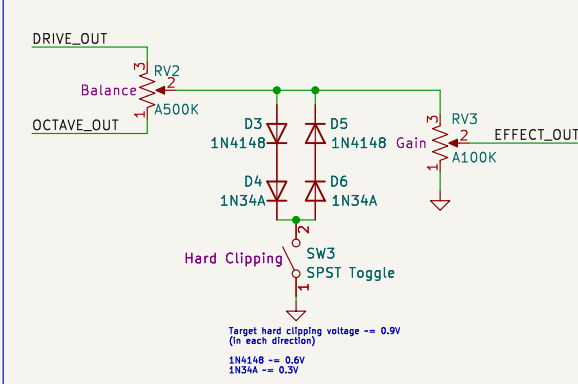 DRIVE_OUT
3
RV2
2
Balance
1
A500K
OCTAVE_OUT
D3
1N4148
D5
1N4148
Gain
3
RV3
2
EFFECT_OUT
1
A100K
D4
1N34A
D6
1N34A
2
Hard Clipping
SW3
SPST Toggle
1
Target hard clipping voltage ~= 0.9V
(in each direction)
1N4148 ~= 0.6V
1N34A ~= 0.3V